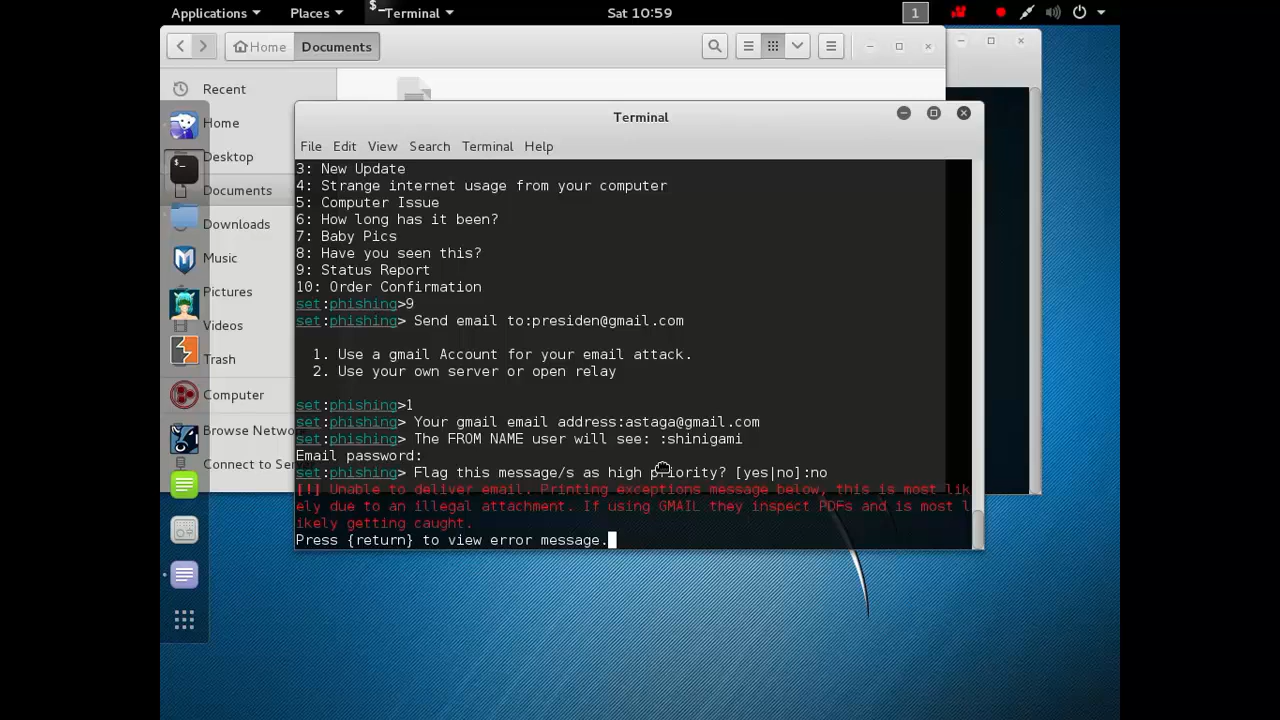 Applications Places Terminal Sat 10:59 1
Home Documents
Recent
Home
Desktop
Documents
Downloads
Music
Pictures
Videos
Trash
Computer
Browse Netwo
Connect to Se
Terminal
File Edit View Search Terminal Help
3: New Update
4: Strange internet usage from your computer
5: Computer Issue
6: How long has it been?
7: Baby Pics
8: Have you seen this?
9: Status Report
10: Order Confirmation
set:phishing>9
set:phishing> Send email to:presiden@gmail.com
1. Use a gmail Account for your email attack.
2. Use your own server or open relay
set:phishing>1
set:phishing> Your gmail email address:astaga@gmail.com
set:phishing> The FROM NAME user will see: :shinigami
Email password:
set:phishing> Flag this message/s as high priority? [yes|no]:no
[!] Unable to deliver email. Printing exceptions message below, this is most lik
ely due to an illegal attachment. If using GMAIL they inspect PDFs and is most l
ikely getting caught.
Press {return} to view error message.